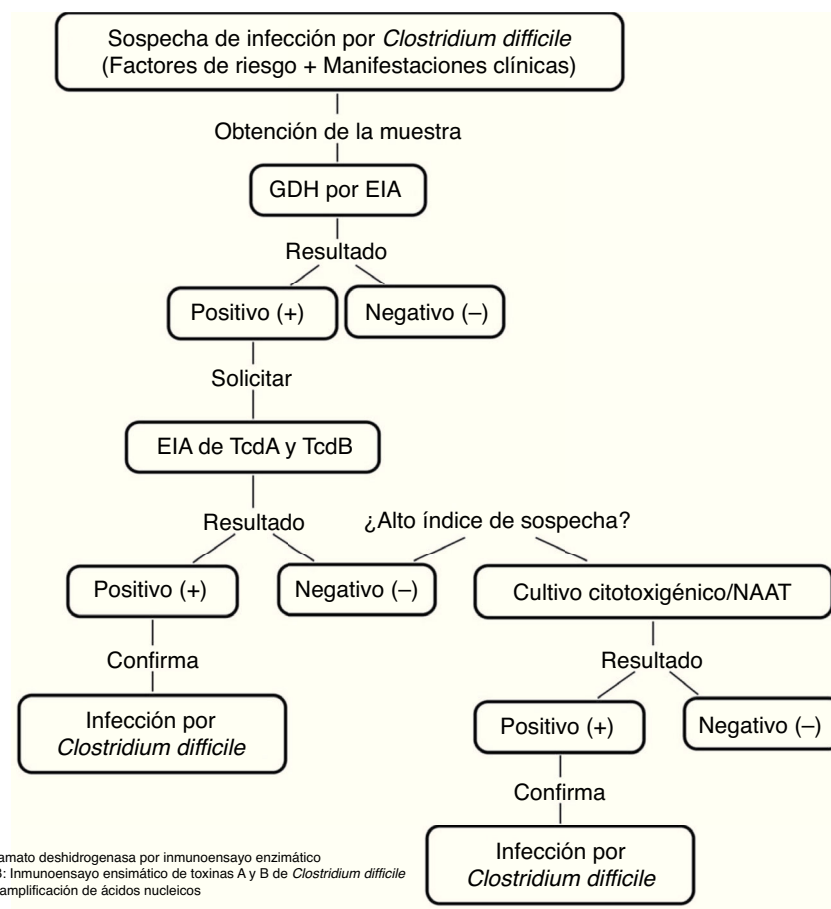 Sospecha de infección por Clostridium difficile
(Factores de riesgo + Manifestaciones clínicas)
Obtención de la muestra
GDH por EIA
Resultado
Positivo (+)
Negativo (–)
Solicitar
EIA de TcdA y TcdB
Resultado
¿Alto índice de sospecha?
Positivo (+)
Negativo (–)
Cultivo citotoxigénico/NAAT
Confirma
Resultado
Infección por
Clostridium difficile
Positivo (+)
Negativo (–)
Confirma
Infección por
Clostridium difficile
deshidrogenasa por inmunoensayo enzimático
: Inmunoensayo ensimático de toxinas A y B de Clostridium difficile
amplificación de ácidos nucleicos